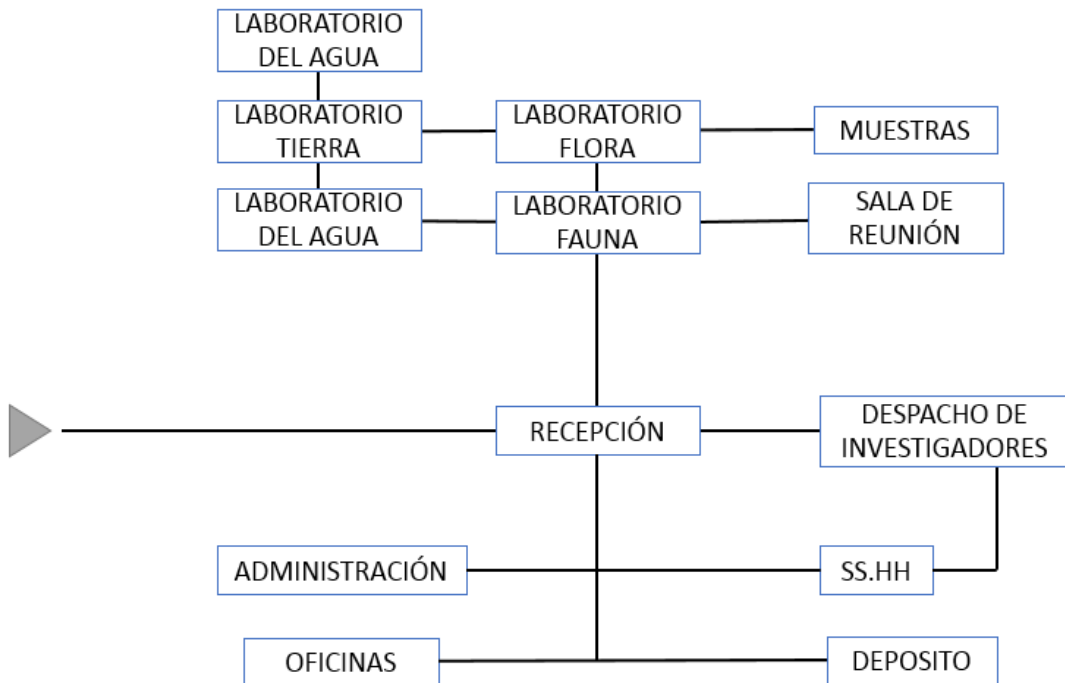 LABORATORIO
DEL AGUA
LABORATORIO
TIERRA
LABORATORIO
FLORA
MUESTRAS
LABORATORIO
DEL AGUA
LABORATORIO
FAUNA
SALA DE
REUNIÓN
RECEPCIÓN
DESPACHO DE
INVESTIGADORES
ADMINISTRACIÓN
SS.HH
OFICINAS
DEPOSITO